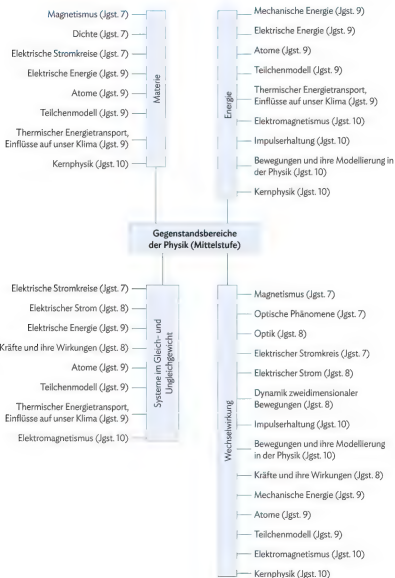 Magnetismus (Jgst. 7)
Dichte (Jgst. 7)
Elektrische Stromkreise (Jgst. 7)
Elektrische Energie (Jgst. 9)
Atome (Jgst. 9)
Teilchenmodell (Jgst. 9)
Thermischer Energietransport,
Einflüsse auf unser Klima (Jgst. 9)
Kernphysik (Jgst. 10)
Materie
Mechanische Energie (Jgst. 9)
Elektrische Energie (Jgst. 9)
Atome (Jgst. 9)
Teilchenmodell (Jgst. 9)
Thermischer Energietransport,
Einflüsse auf unser Klima (Jgst. 9)
Elektromagnetismus (Jgst. 10)
Impulserhaltung (Jgst. 10)
Bewegungen und ihre Modellierung in
der Physik (Jgst. 10)
Kernphysik (Jgst. 10)
Energie
Gegenstandsbereiche
der Physik (Mittelstufe)
Elektrische Stromkreise (Jgst. 7)
Elektrischer Strom (Jgst. 8)
Elektrische Energie (Jgst. 9)
Kräfte und ihre Wirkungen (Jgst. 8)
Atome (Jgst. 9)
Teilchenmodell (Jgst. 9)
Thermischer Energietransport,
Einflüsse auf unser Klima (Jgst. 9)
Elektromagnetismus (Jgst. 10)
Systeme im Gleich- und
Ungleichgewicht
Magnetismus (Jgst. 7)
Optische Phänomene (Jgst. 7)
Optik (Jgst. 8)
Elektrischer Stromkreis (Jgst. 7)
Elektrischer Strom (Jgst. 8)
Dynamik zweidimensionaler
Bewegungen (Jgst. 8)
Impulserhaltung (Jgst. 10)
Bewegungen und ihre Modellierung
in der Physik (Jgst. 10)
Kräfte und ihre Wirkungen (Jgst. 8)
Mechanische Energie (Jgst. 9)
Atome (Jgst. 9)
Teilchenmodell (Jgst. 9)
Elektromagnetismus (Jgst. 10)
Kernphysik (Jgst. 10)
Wechselwirkung